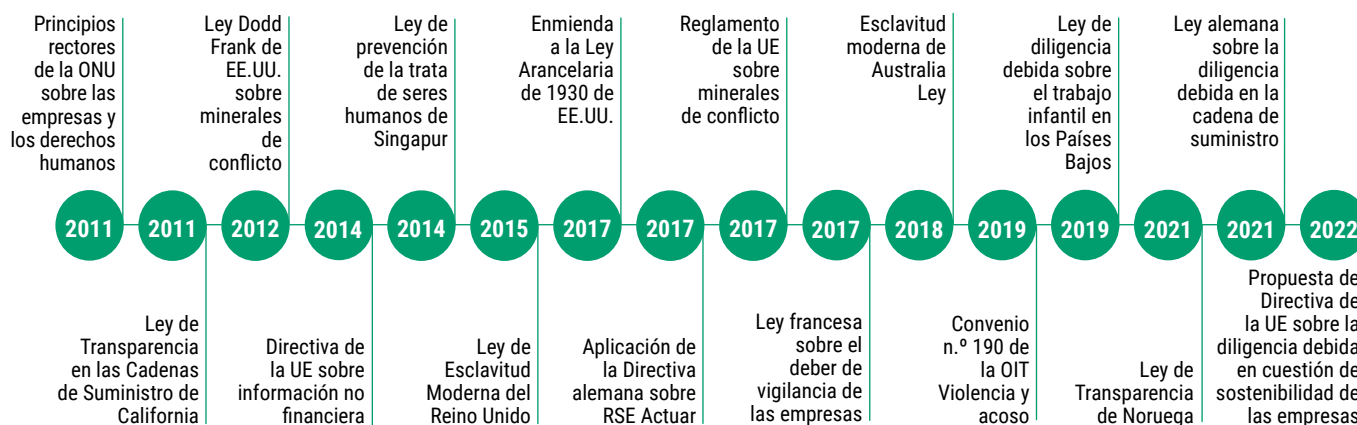 Principios
rectores
de la ONU
sobre las
empresas y
los derechos
humanos
Ley Dodd
Frank de
EE.UU.
sobre
minerales
de
conflicto
Ley de
prevención
de la trata
de seres
humanos de
Singapur
Enmienda
a la Ley
Arancelaria
de 1930 de
EE.UU.
Reglamento
de la UE
sobre
minerales
de conflicto
Esclavitud
moderna de
Australia
Ley
Ley de
diligencia
debida sobre
el trabajo
infantil en
los Países
Bajos
Ley alemana
sobre la
diligencia
debida en la
cadena de
suministro
2011 2011 2012 2014 2014 2015 2017 2017 2017 2017 2018 2019 2019 2021 2021 2022
Ley de
Transparencia
en las Cadenas
de Suministro de
California
Directiva de
la UE sobre
información no
financiera
Ley de
Esclavitud
Moderna del
Reino Unido
Aplicación de
la Directiva
alemana sobre
RSE Actuar
Ley francesa
sobre el
deber de
vigilancia de
las empresas
Convenio
n.º 190 de
la OIT
Violencia y
acoso
Ley de
Transparencia
de Noruega
Propuesta de
Directiva de
la UE sobre la
diligencia debida
en cuestión de
sostenibilidad de
las empresas